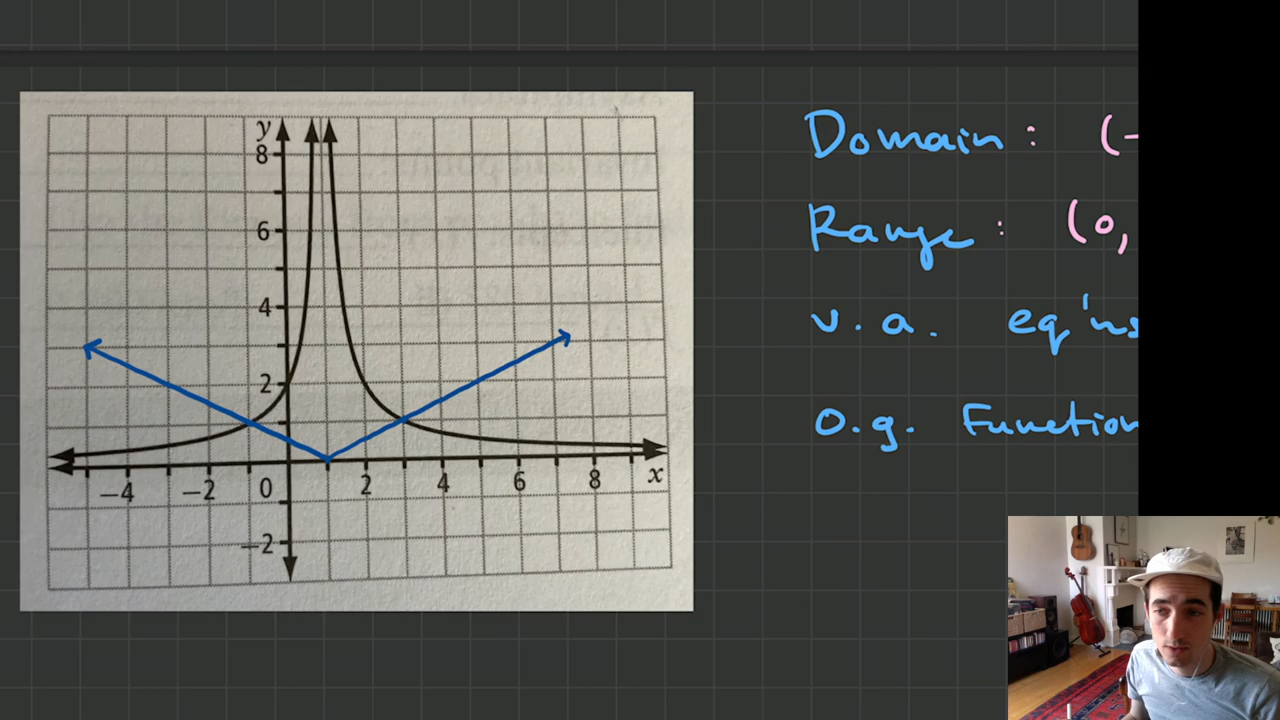 y
8
6
4
2
-4 -2 0 2 4 6 8 x
-2
Domain : (-
Range : (0,
v.a. eq'ns
o.g. Function